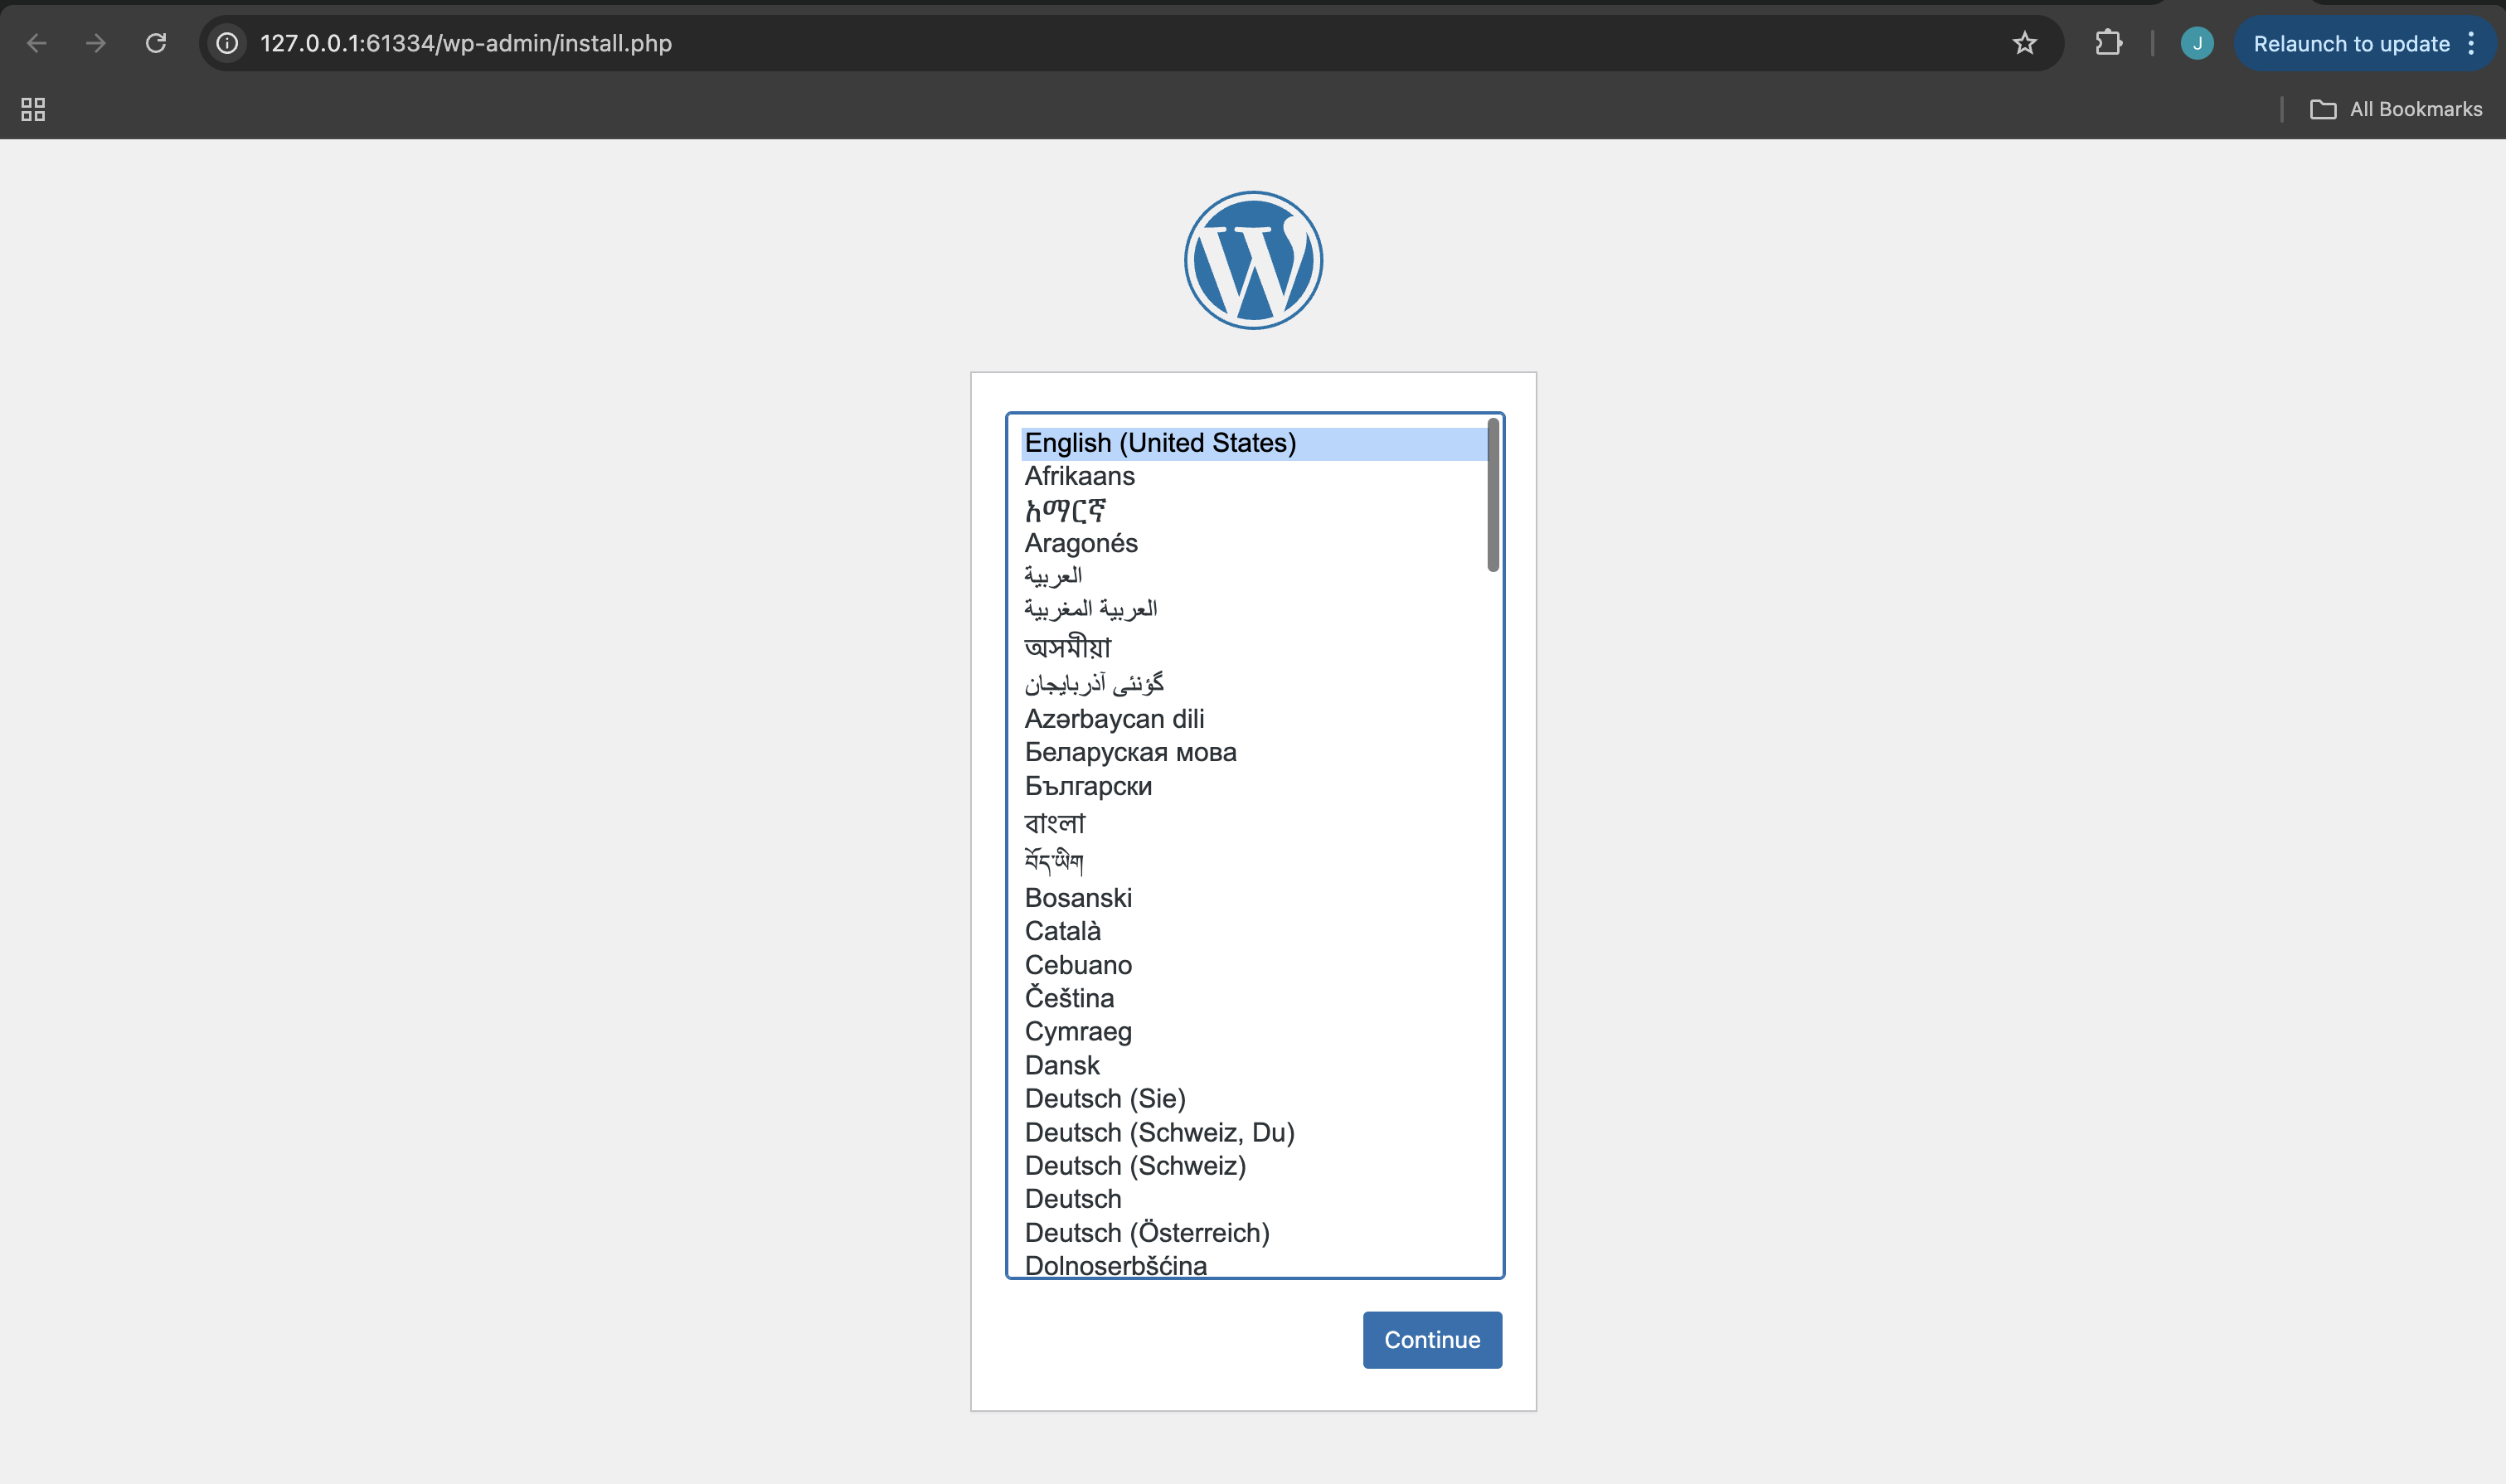 127.0.0.1:61334/wp-admin/install.php
J
Relaunch to update
All Bookmarks
English (United States)
Afrikaans
አማርኛ
Aragonés
العربية
العربية المغربية
অসমীয়া
گؤنئی آذربایجان
Azərbaycan dili
Беларуская мова
Български
বাংলা
བོད་ཡིག
Bosanski
Català
Cebuano
Čeština
Cymraeg
Dansk
Deutsch (Sie)
Deutsch (Schweiz, Du)
Deutsch (Schweiz)
Deutsch
Deutsch (Österreich)
Dolnoserbšćina
Continue